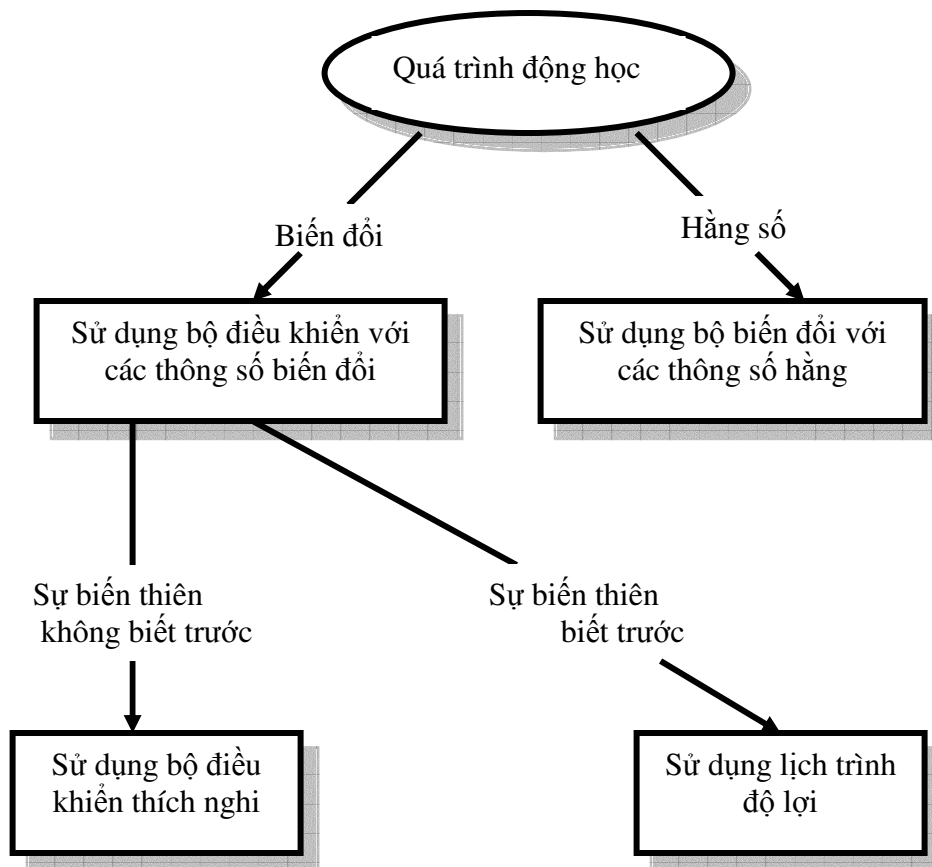 Quá trình động học
Biến đổi
Hằng số
Sử dụng bộ điều khiển với
các thông số biến đổi
Sử dụng bộ biến đổi với
các thông số hằng
Sự biến thiên
không biết trước
Sự biến thiên
biết trước
Sử dụng bộ điều
khiển thích nghi
Sử dụng lịch trình
độ lợi